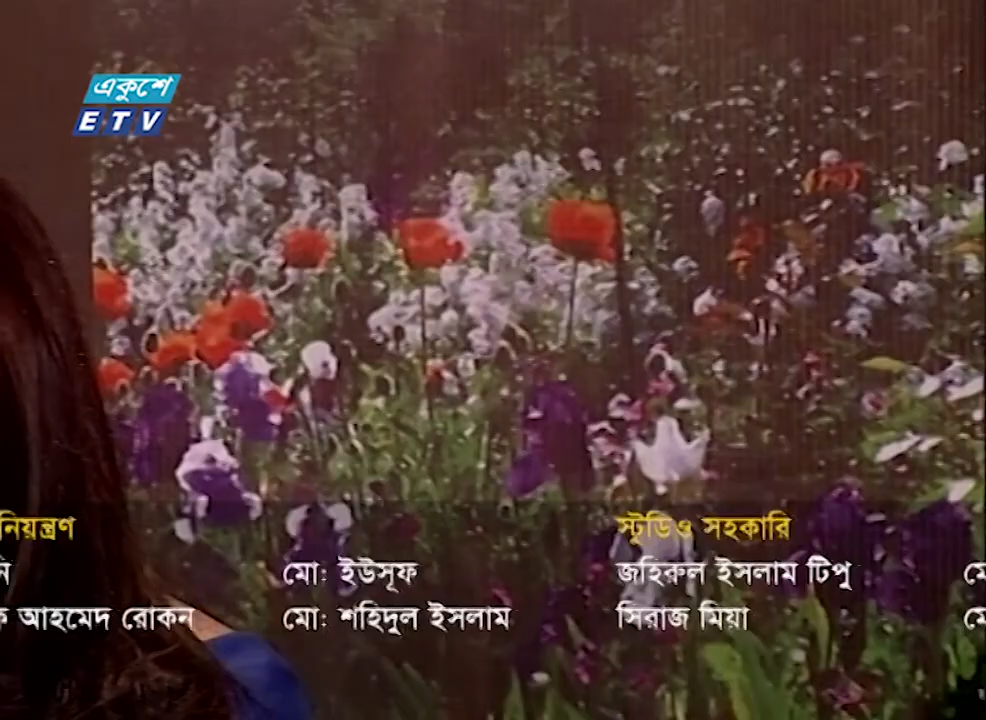 একুশে
ETV
নিয়ন্ত্রণ
স্টুডিও সহকারি
নি
মো: ইউসূফ
জহিরুল ইসলাম টিপু
মো
ক আহমেদ রোকন
মো: শহিদুল ইসলাম
সিরাজ মিয়া
মো